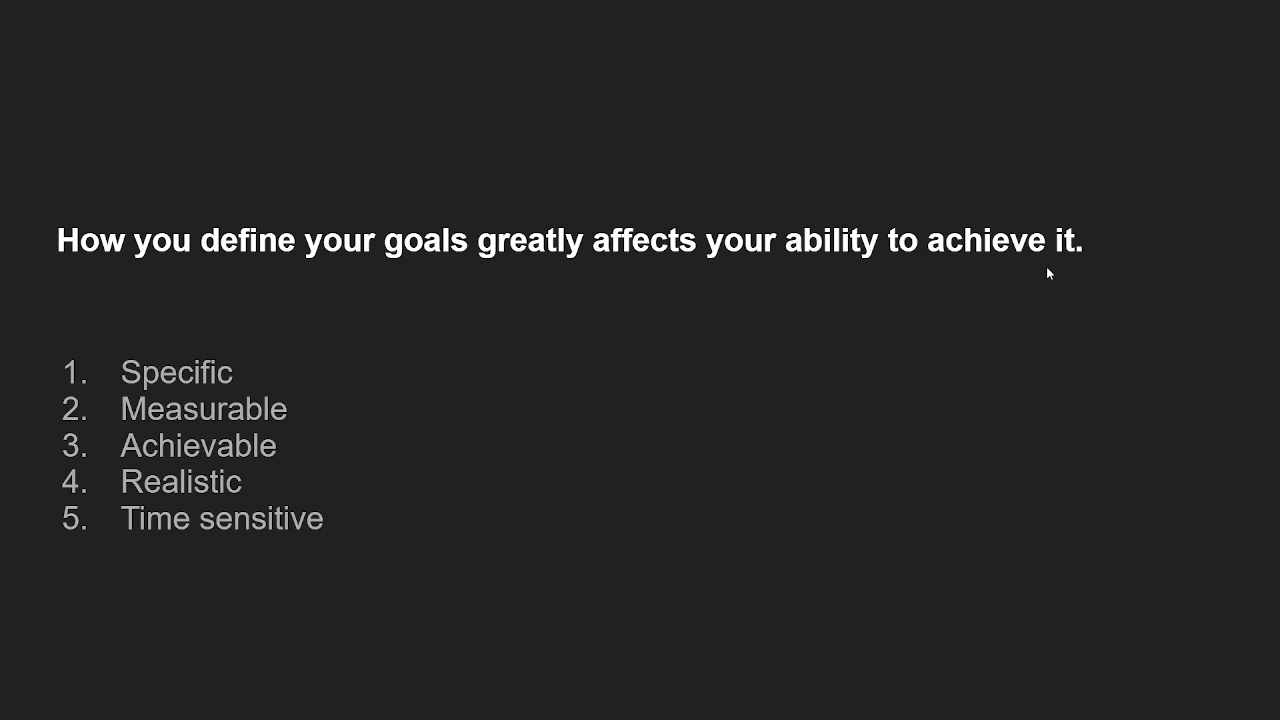 How you define your goals greatly affects your ability to achieve it.
1. Specific
2. Measurable
3. Achievable
4. Realistic
5. Time sensitive